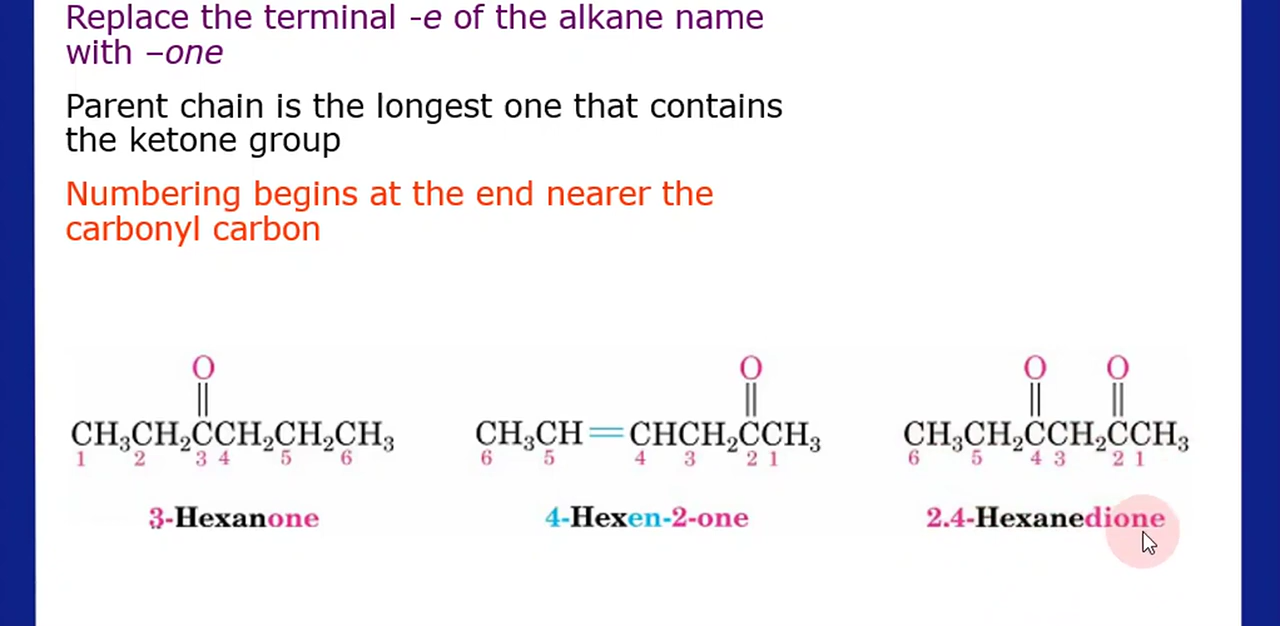 Replace the terminal -e of the alkane name
with –one
Parent chain is the longest one that contains
the ketone group
Numbering begins at the end nearer the
carbonyl carbon
O O O O
CH₃CH₂CCH₂CH₂CH₃ CH₃CH=CHCH₂CCH₃ CH₃CH₂CCH₂CCH₃
1 2 3 4 5 6 6 5 4 3 2 1 6 5 4 3 2 1
3-Hexanone 4-Hexen-2-one 2.4-Hexanedione